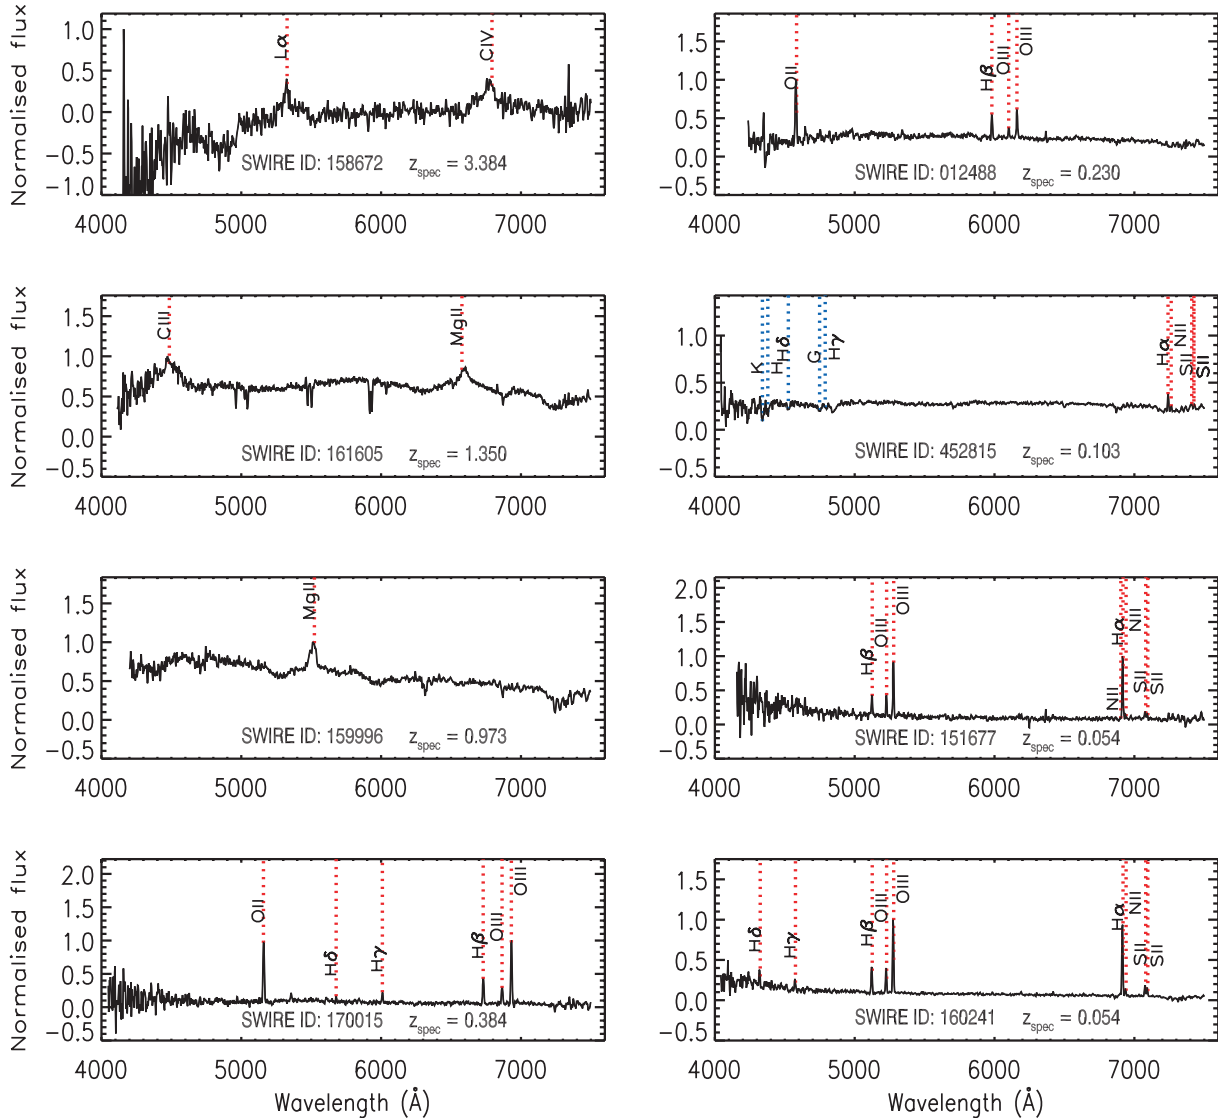 Normalised flux
1.0
0.5
0.0
−0.5
−1.0
Lα
CIV
SWIRE ID: 158672 z_spec = 3.384
4000 5000 6000 7000
1.5
1.0
0.5
0.0
−0.5
OII
Hβ
OIII
OIII
SWIRE ID: 012488 z_spec = 0.230
4000 5000 6000 7000
Normalised flux
1.5
1.0
0.5
0.0
−0.5
CIII
MgII
SWIRE ID: 161605 z_spec = 1.350
4000 5000 6000 7000
1.0
0.5
0.0
−0.5
K
H
Hδ
G
Hγ
Hα
NII
SII
SII
SWIRE ID: 452815 z_spec = 0.103
4000 5000 6000 7000
Normalised flux
1.5
1.0
0.5
0.0
−0.5
MgII
SWIRE ID: 159996 z_spec = 0.973
4000 5000 6000 7000
2.0
1.5
1.0
0.5
0.0
−0.5
Hβ
OIII
OIII
NII
Hα
NII
SII
SII
SWIRE ID: 151677 z_spec = 0.054
4000 5000 6000 7000
Normalised flux
2.0
1.5
1.0
0.5
0.0
−0.5
OII
Hδ
Hγ
Hβ
OIII
OIII
SWIRE ID: 170015 z_spec = 0.384
4000 5000 6000 7000
Wavelength (Å)
1.5
1.0
0.5
0.0
−0.5
Hδ
Hγ
Hβ
OIII
OIII
Hα
NII
SII
SII
SWIRE ID: 160241 z_spec = 0.054
4000 5000 6000 7000
Wavelength (Å)